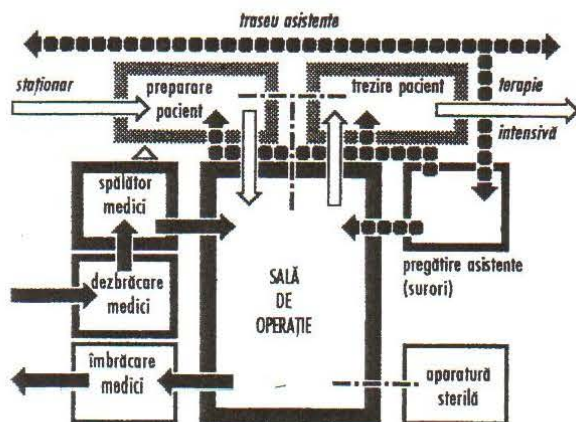 traseu asistente
staționar
preparare
pacient
trezire pacient
terapie
intensivă
spălător
medici
dezbrăcare
medici
îmbrăcare
medici
SALĂ
DE
OPERAȚIE
pregătire asistente
(surori)
aparatură
sterilă